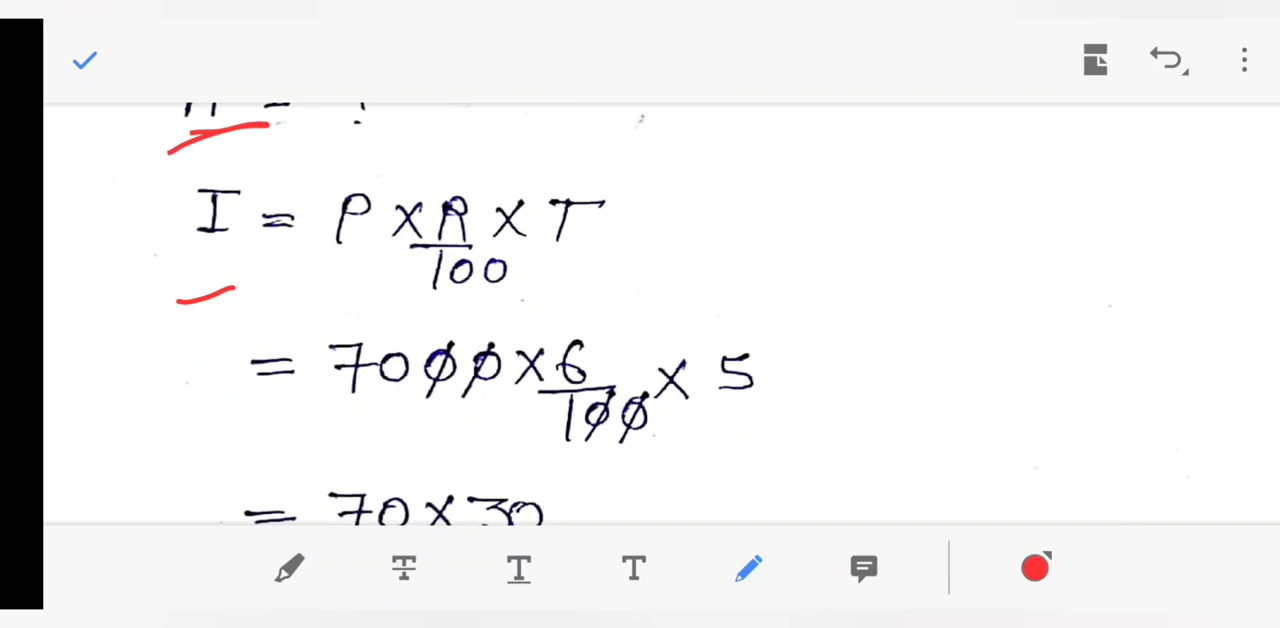 I = P × R/100 × T
= 7000 × 6/100 × 5
= 70 × 30
T T T